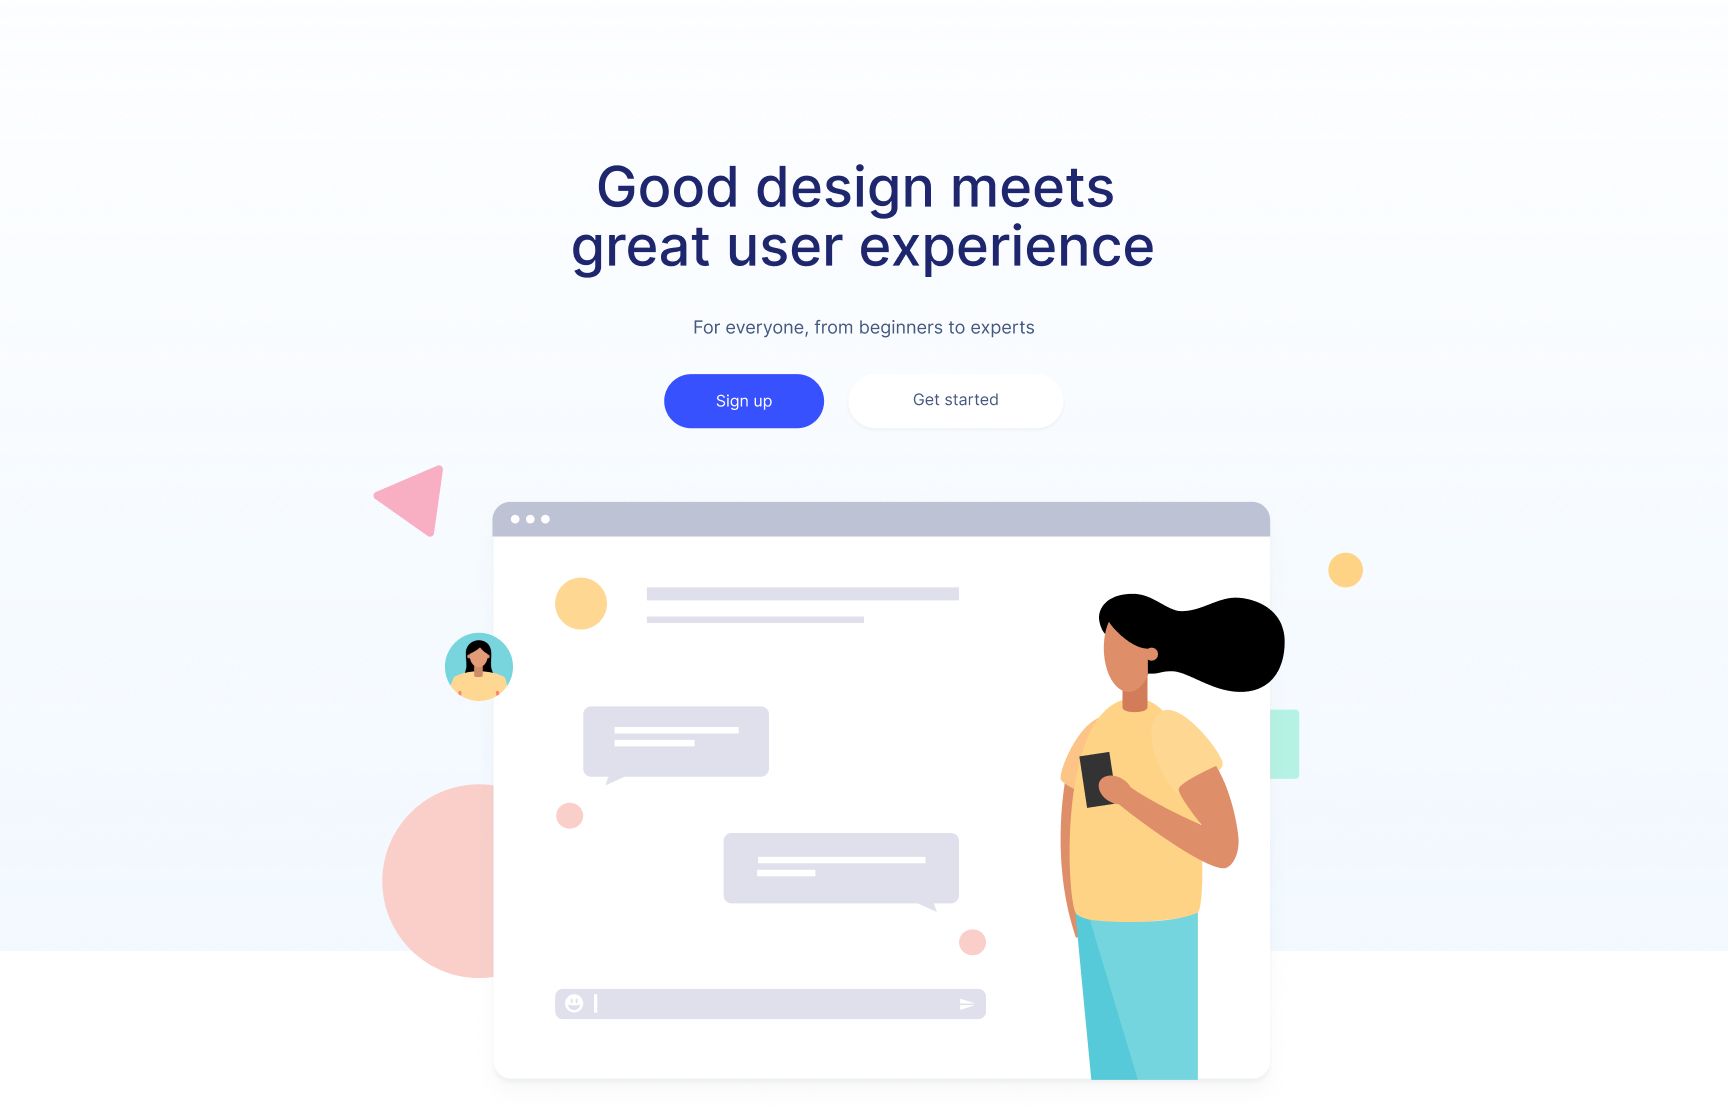 Good design meets
great user experience
For everyone, from beginners to experts
Sign up
Get started